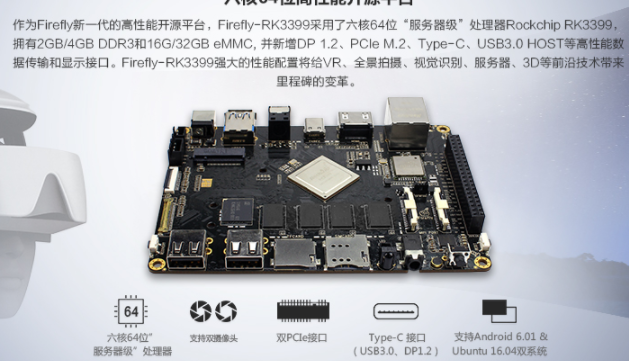 六核64位高性能开源平台
作为Firefly新一代的高性能开源平台，Firefly-RK3399采用了六核64位“服务器级”处理器Rockchip RK3399，
拥有2GB/4GB DDR3和16G/32GB eMMC, 并新增DP 1.2、PCIe M.2、Type-C、USB3.0 HOST等高性能数
据传输和显示接口。Firefly-RK3399强大的性能配置将给VR、全景拍摄、视觉识别、服务器、3D等前沿技术带来
里程碑的变革。
64
六核64位“
服务器级”处理器
支持双摄像头
双PCIe接口
Type-C 接口
（USB3.0、DP1.2）
支持Android 6.01 &
Ubuntu 16.04双系统